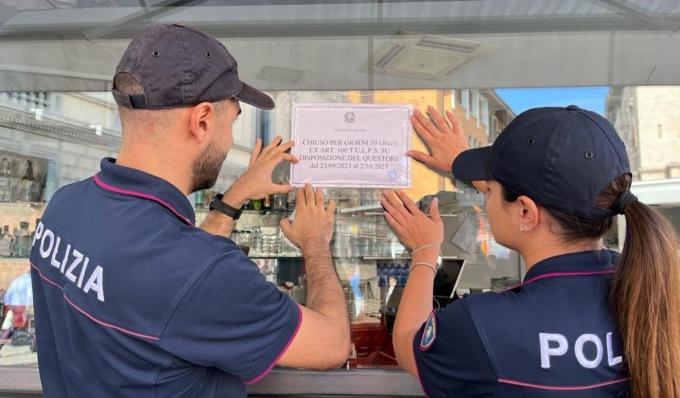 CHIUSO PER GIORNI 10 (dieci)
EX ART. 100 T.U.L.P.S. SU
DISPOSIZIONE DEL QUESTORE
dal 23/09/2023 al 2/10/2023
POLIZIA
POL